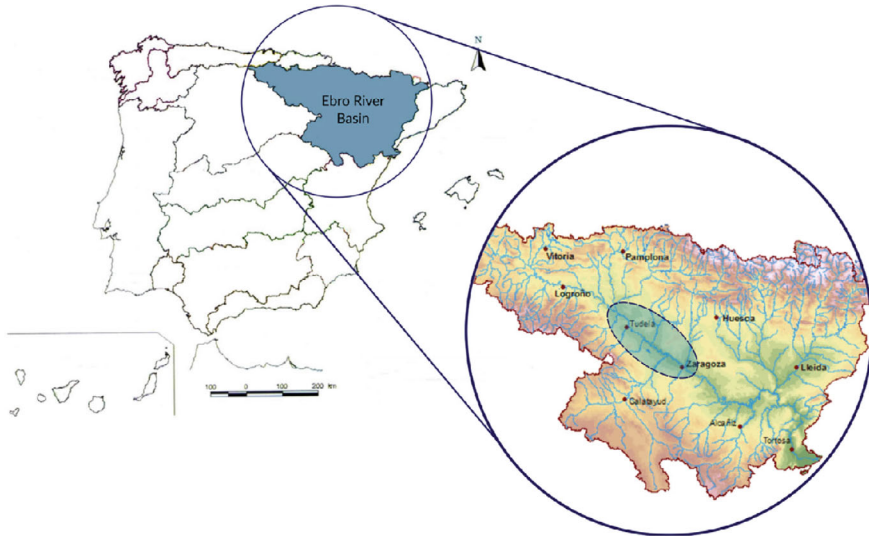 N
Ebro River
Basin
Vitoria
Pamplona
Logroño
Huesca
Tudela
Zaragoza
Lleida
Calatayud
Alcañiz
Tortosa
100 0 100 200 km